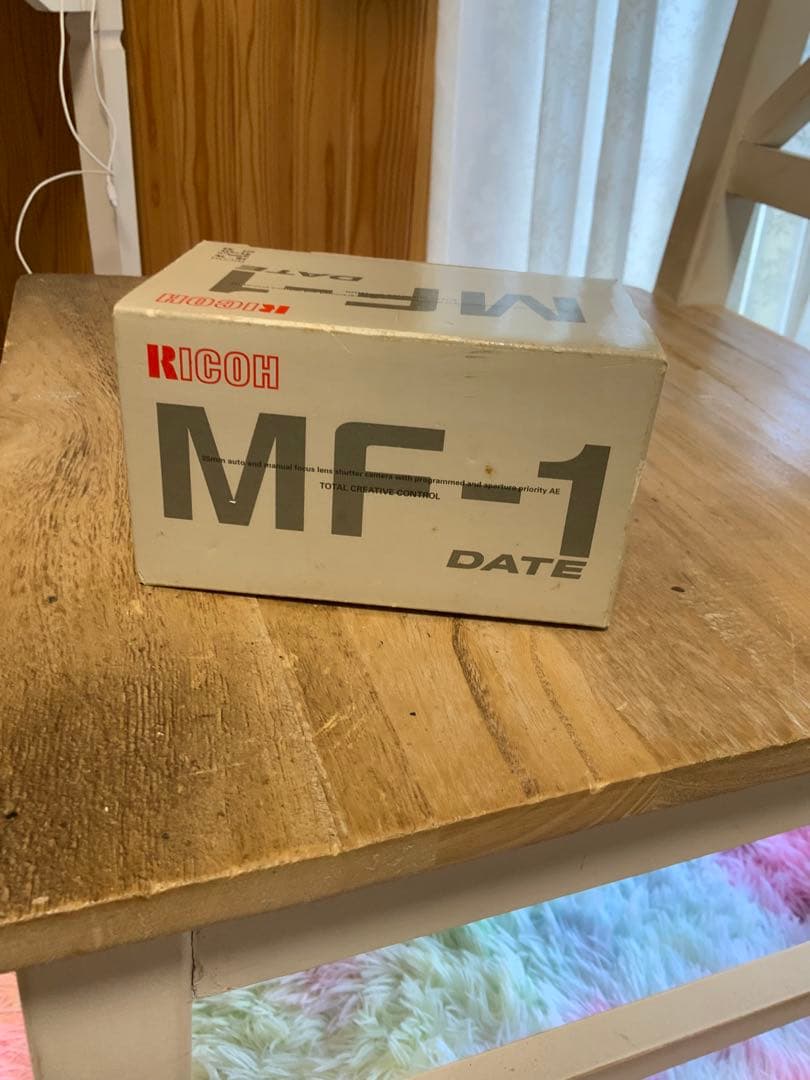 DATE
MF-1
RICOH
RICOH
MF-1
35mm auto and manual focus lens shutter camera with programmed and aperture priority AE
TOTAL CREATIVE CONTROL
DATE